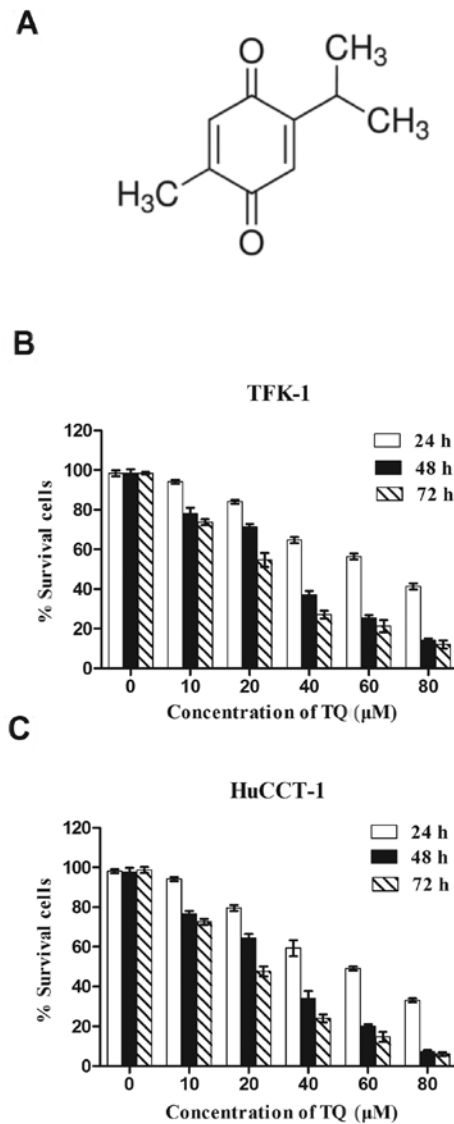 A
O
CH₃
CH₃
H₃C
O
B
TFK-1
120
100
80
60
40
20
0
% Survival cells
24 h
48 h
72 h
0 10 20 40 60 80
Concentration of TQ (μM)
C
HuCCT-1
120
100
80
60
40
20
0
% Survival cells
24 h
48 h
72 h
0 10 20 40 60 80
Concentration of TQ (μM)